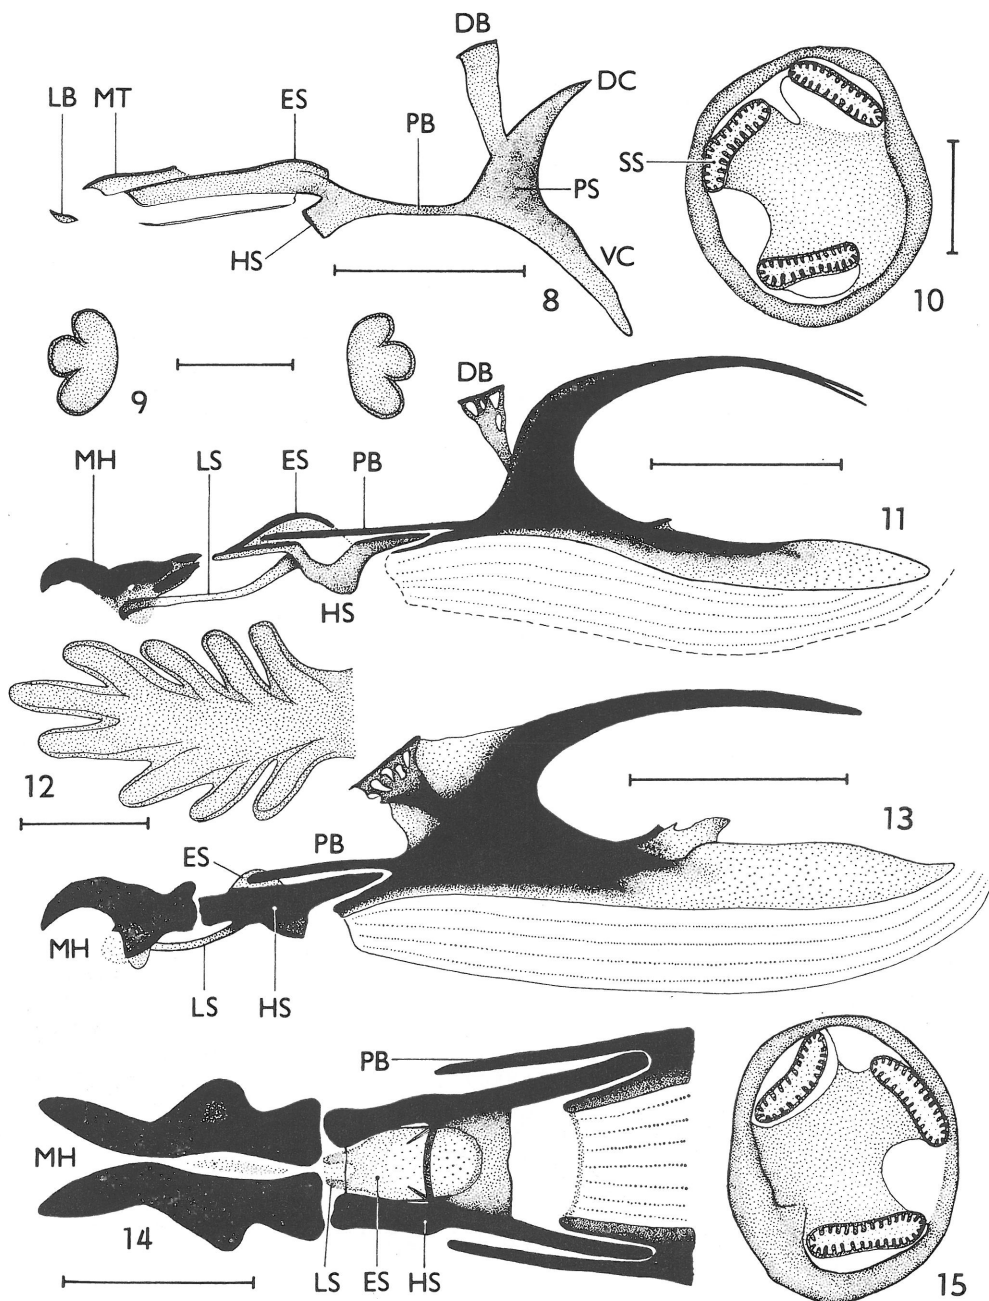 DB
DC
LB MT ES
PB
SS
PS
HS
VC
8
10
9
DB
MH LS ES PB
11
HS
12
13
PB
ES
MH
LS HS
PB
MH
14
LS ES HS
15